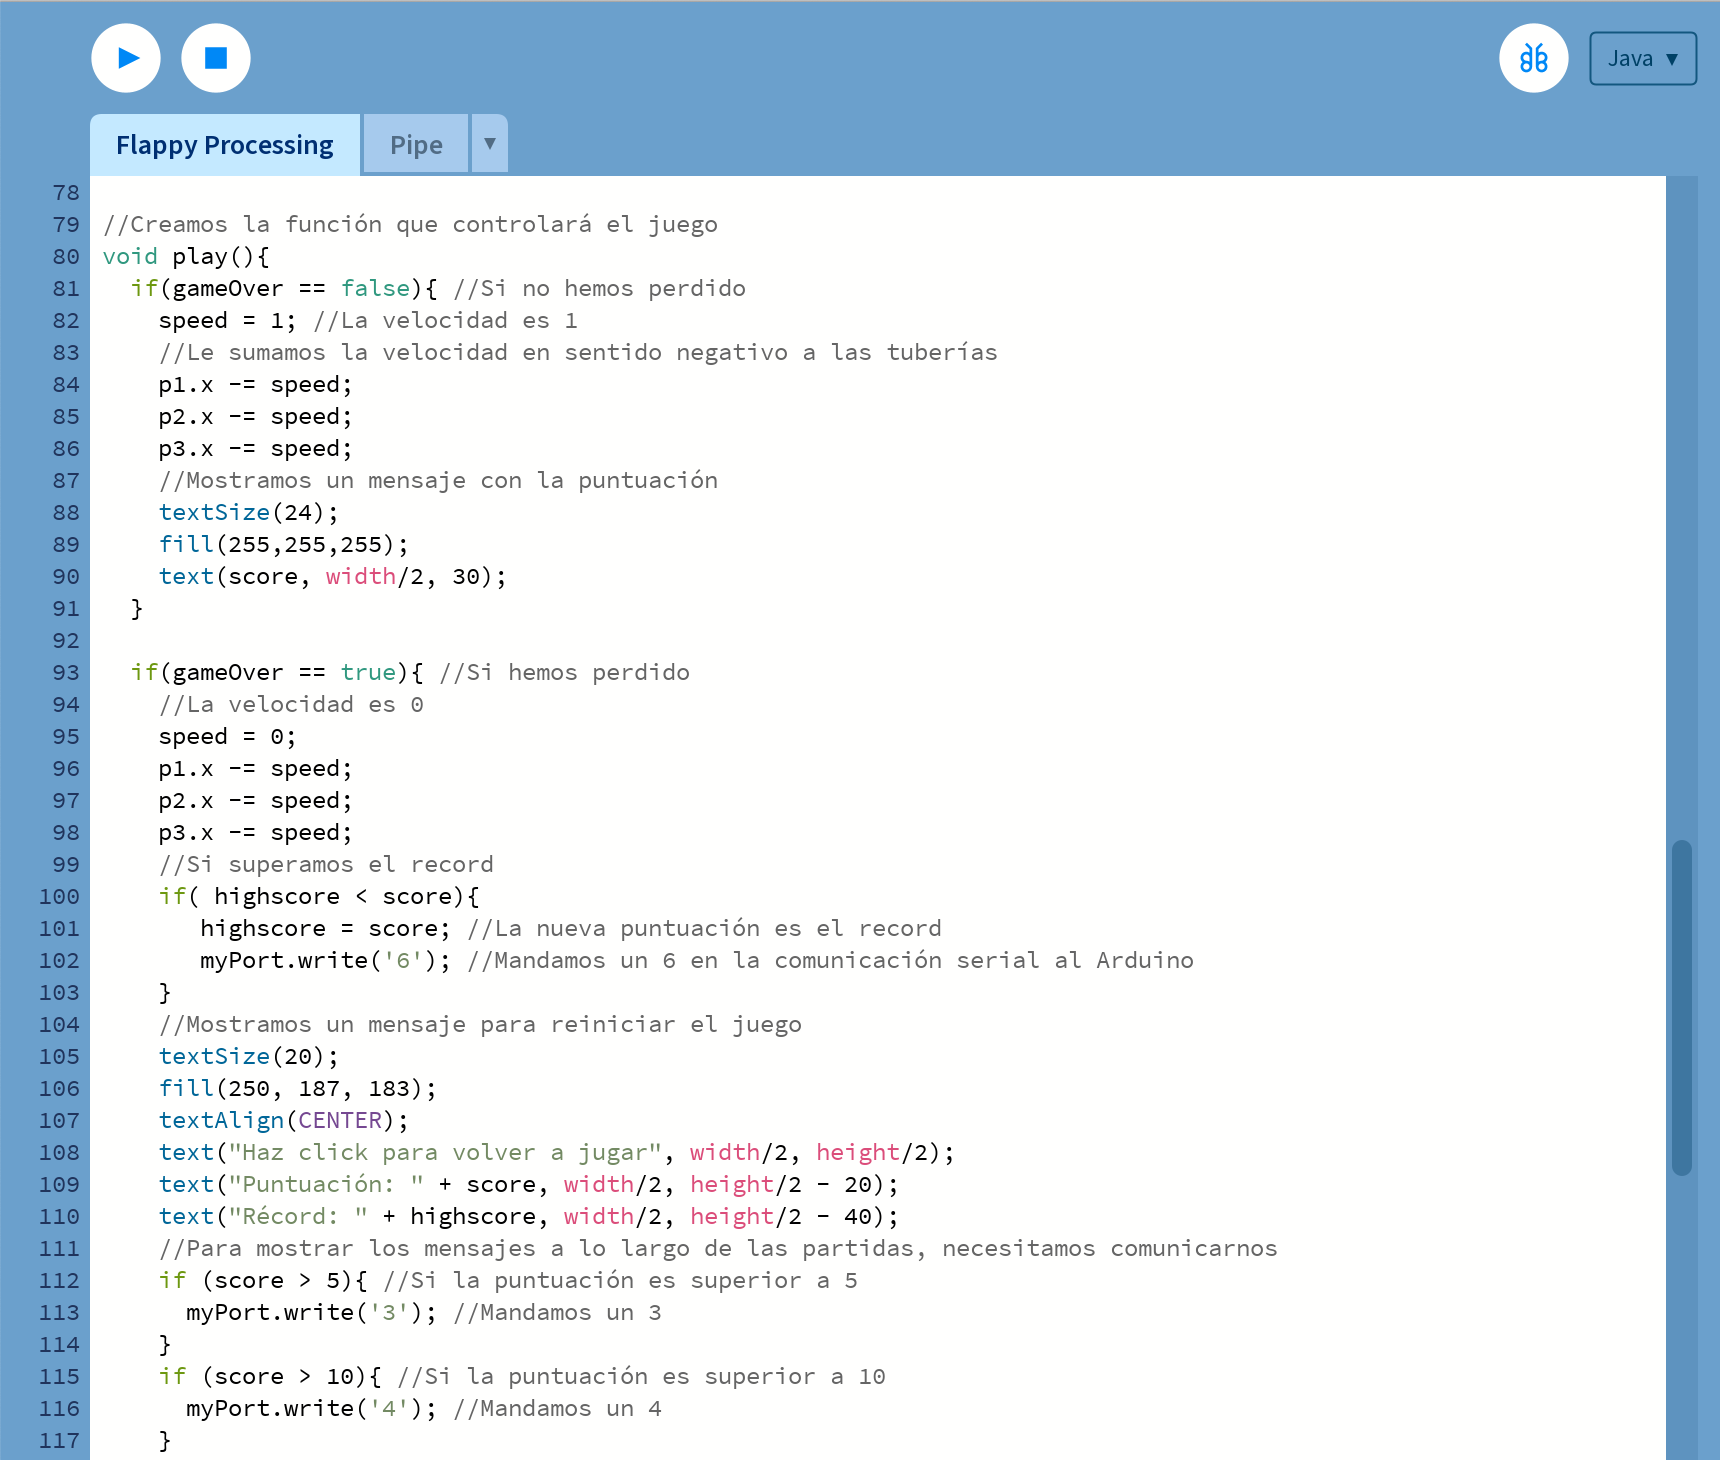 Java ▼
Flappy Processing Pipe ▼
78
79 //Creamos la función que controlará el juego
80 void play(){
81 if(gameOver == false){ //Si no hemos perdido
82 speed = 1; //La velocidad es 1
83 //Le sumamos la velocidad en sentido negativo a las tuberías
84 p1.x -= speed;
85 p2.x -= speed;
86 p3.x -= speed;
87 //Mostramos un mensaje con la puntuación
88 textSize(24);
89 fill(255,255,255);
90 text(score, width/2, 30);
91 }
92
93 if(gameOver == true){ //Si hemos perdido
94 //La velocidad es 0
95 speed = 0;
96 p1.x -= speed;
97 p2.x -= speed;
98 p3.x -= speed;
99 //Si superamos el record
100 if( highscore < score){
101 highscore = score; //La nueva puntuación es el record
102 myPort.write('6'); //Mandamos un 6 en la comunicación serial al Arduino
103 }
104 //Mostramos un mensaje para reiniciar el juego
105 textSize(20);
106 fill(250, 187, 183);
107 textAlign(CENTER);
108 text("Haz click para volver a jugar", width/2, height/2);
109 text("Puntuación: " + score, width/2, height/2 - 20);
110 text("Récord: " + highscore, width/2, height/2 - 40);
111 //Para mostrar los mensajes a lo largo de las partidas, necesitamos comunicarnos
112 if (score > 5){ //Si la puntuación es superior a 5
113 myPort.write('3'); //Mandamos un 3
114 }
115 if (score > 10){ //Si la puntuación es superior a 10
116 myPort.write('4'); //Mandamos un 4
117 }